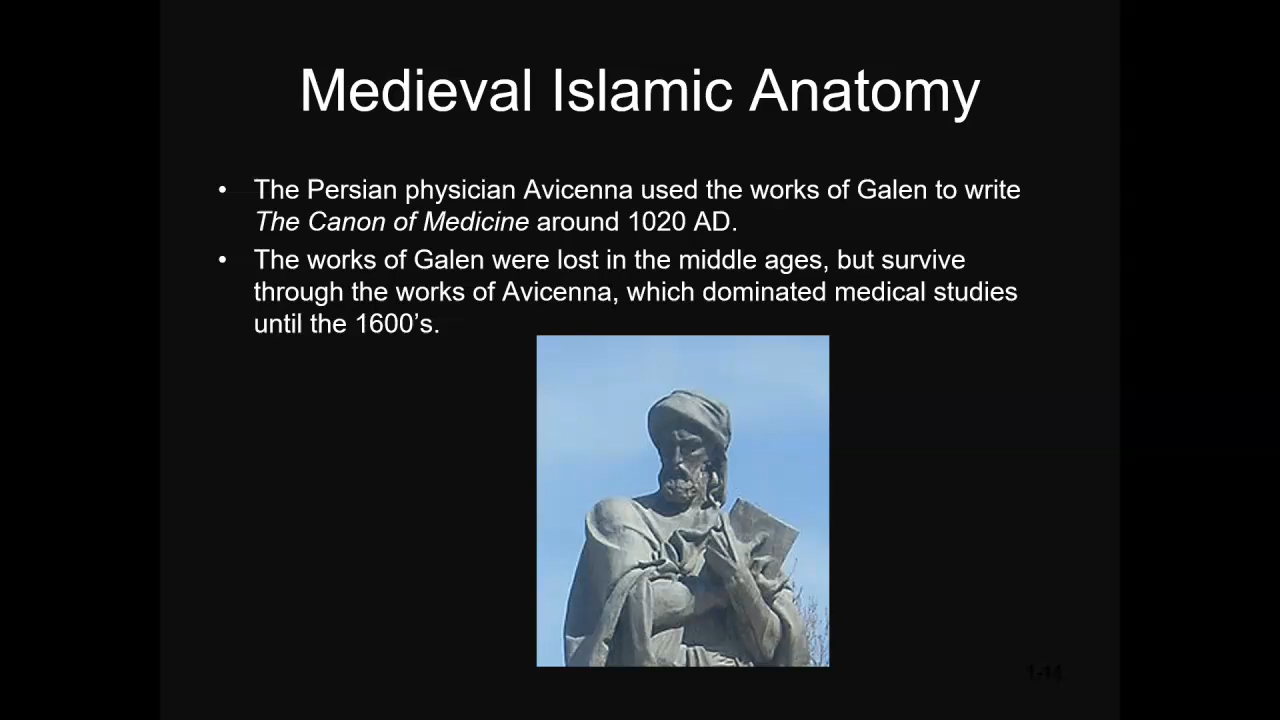 Medieval Islamic Anatomy
• The Persian physician Avicenna used the works of Galen to write
The Canon of Medicine around 1020 AD.
• The works of Galen were lost in the middle ages, but survive
through the works of Avicenna, which dominated medical studies
until the 1600’s.
1-14